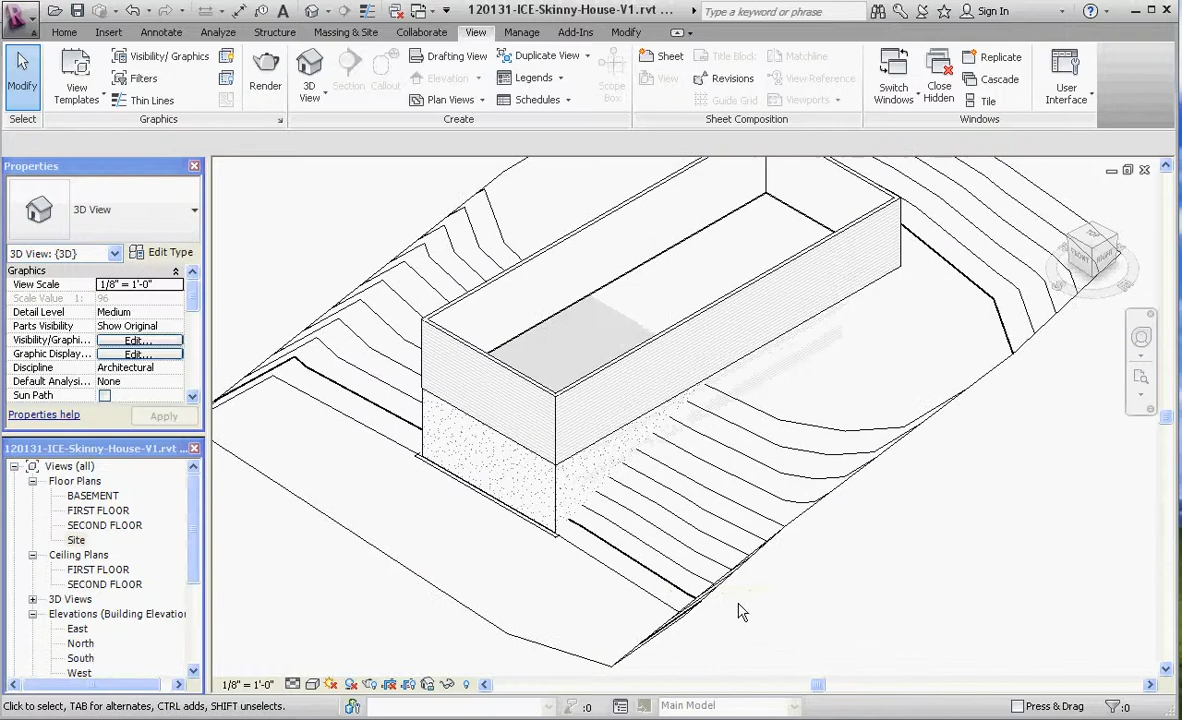 120131-ICE-Skinny-House-V1.rvt ...
Type a keyword or phrase
Sign In
Home Insert Annotate Analyze Structure Massing & Site Collaborate View Manage Add-Ins Modify
Modify
View Templates
Visibility/ Graphics
Filters
Thin Lines
Render
3D View
Section
Callout
Drafting View
Elevation
Plan Views
Duplicate View
Legends
Schedules
Scope Box
Sheet
View
Title Block
Revisions
Guide Grid
Matchline
View Reference
Viewports
Switch Windows
Close Hidden
Replicate
Cascade
Tile
User Interface
Select Graphics Create Sheet Composition Windows
Properties
3D View
3D View: {3D} Edit Type
Graphics
View Scale 1/8" = 1'-0"
Scale Value 1: 96
Detail Level Medium
Parts Visibility Show Original
Visibility/Graphi... Edit...
Graphic Display... Edit...
Discipline Architectural
Default Analysi... None
Sun Path
Properties help Apply
120131-ICE-Skinny-House-V1.rvt ...
Views (all)
Floor Plans
BASEMENT
FIRST FLOOR
SECOND FLOOR
Site
Ceiling Plans
FIRST FLOOR
SECOND FLOOR
3D Views
Elevations (Building Elevation
East
North
South
West
TOP
FRONT
RIGHT
1/8" = 1'-0"
Click to select, TAB for alternates, CTRL adds, SHIFT unselects.
:0
Main Model
Press & Drag
:0